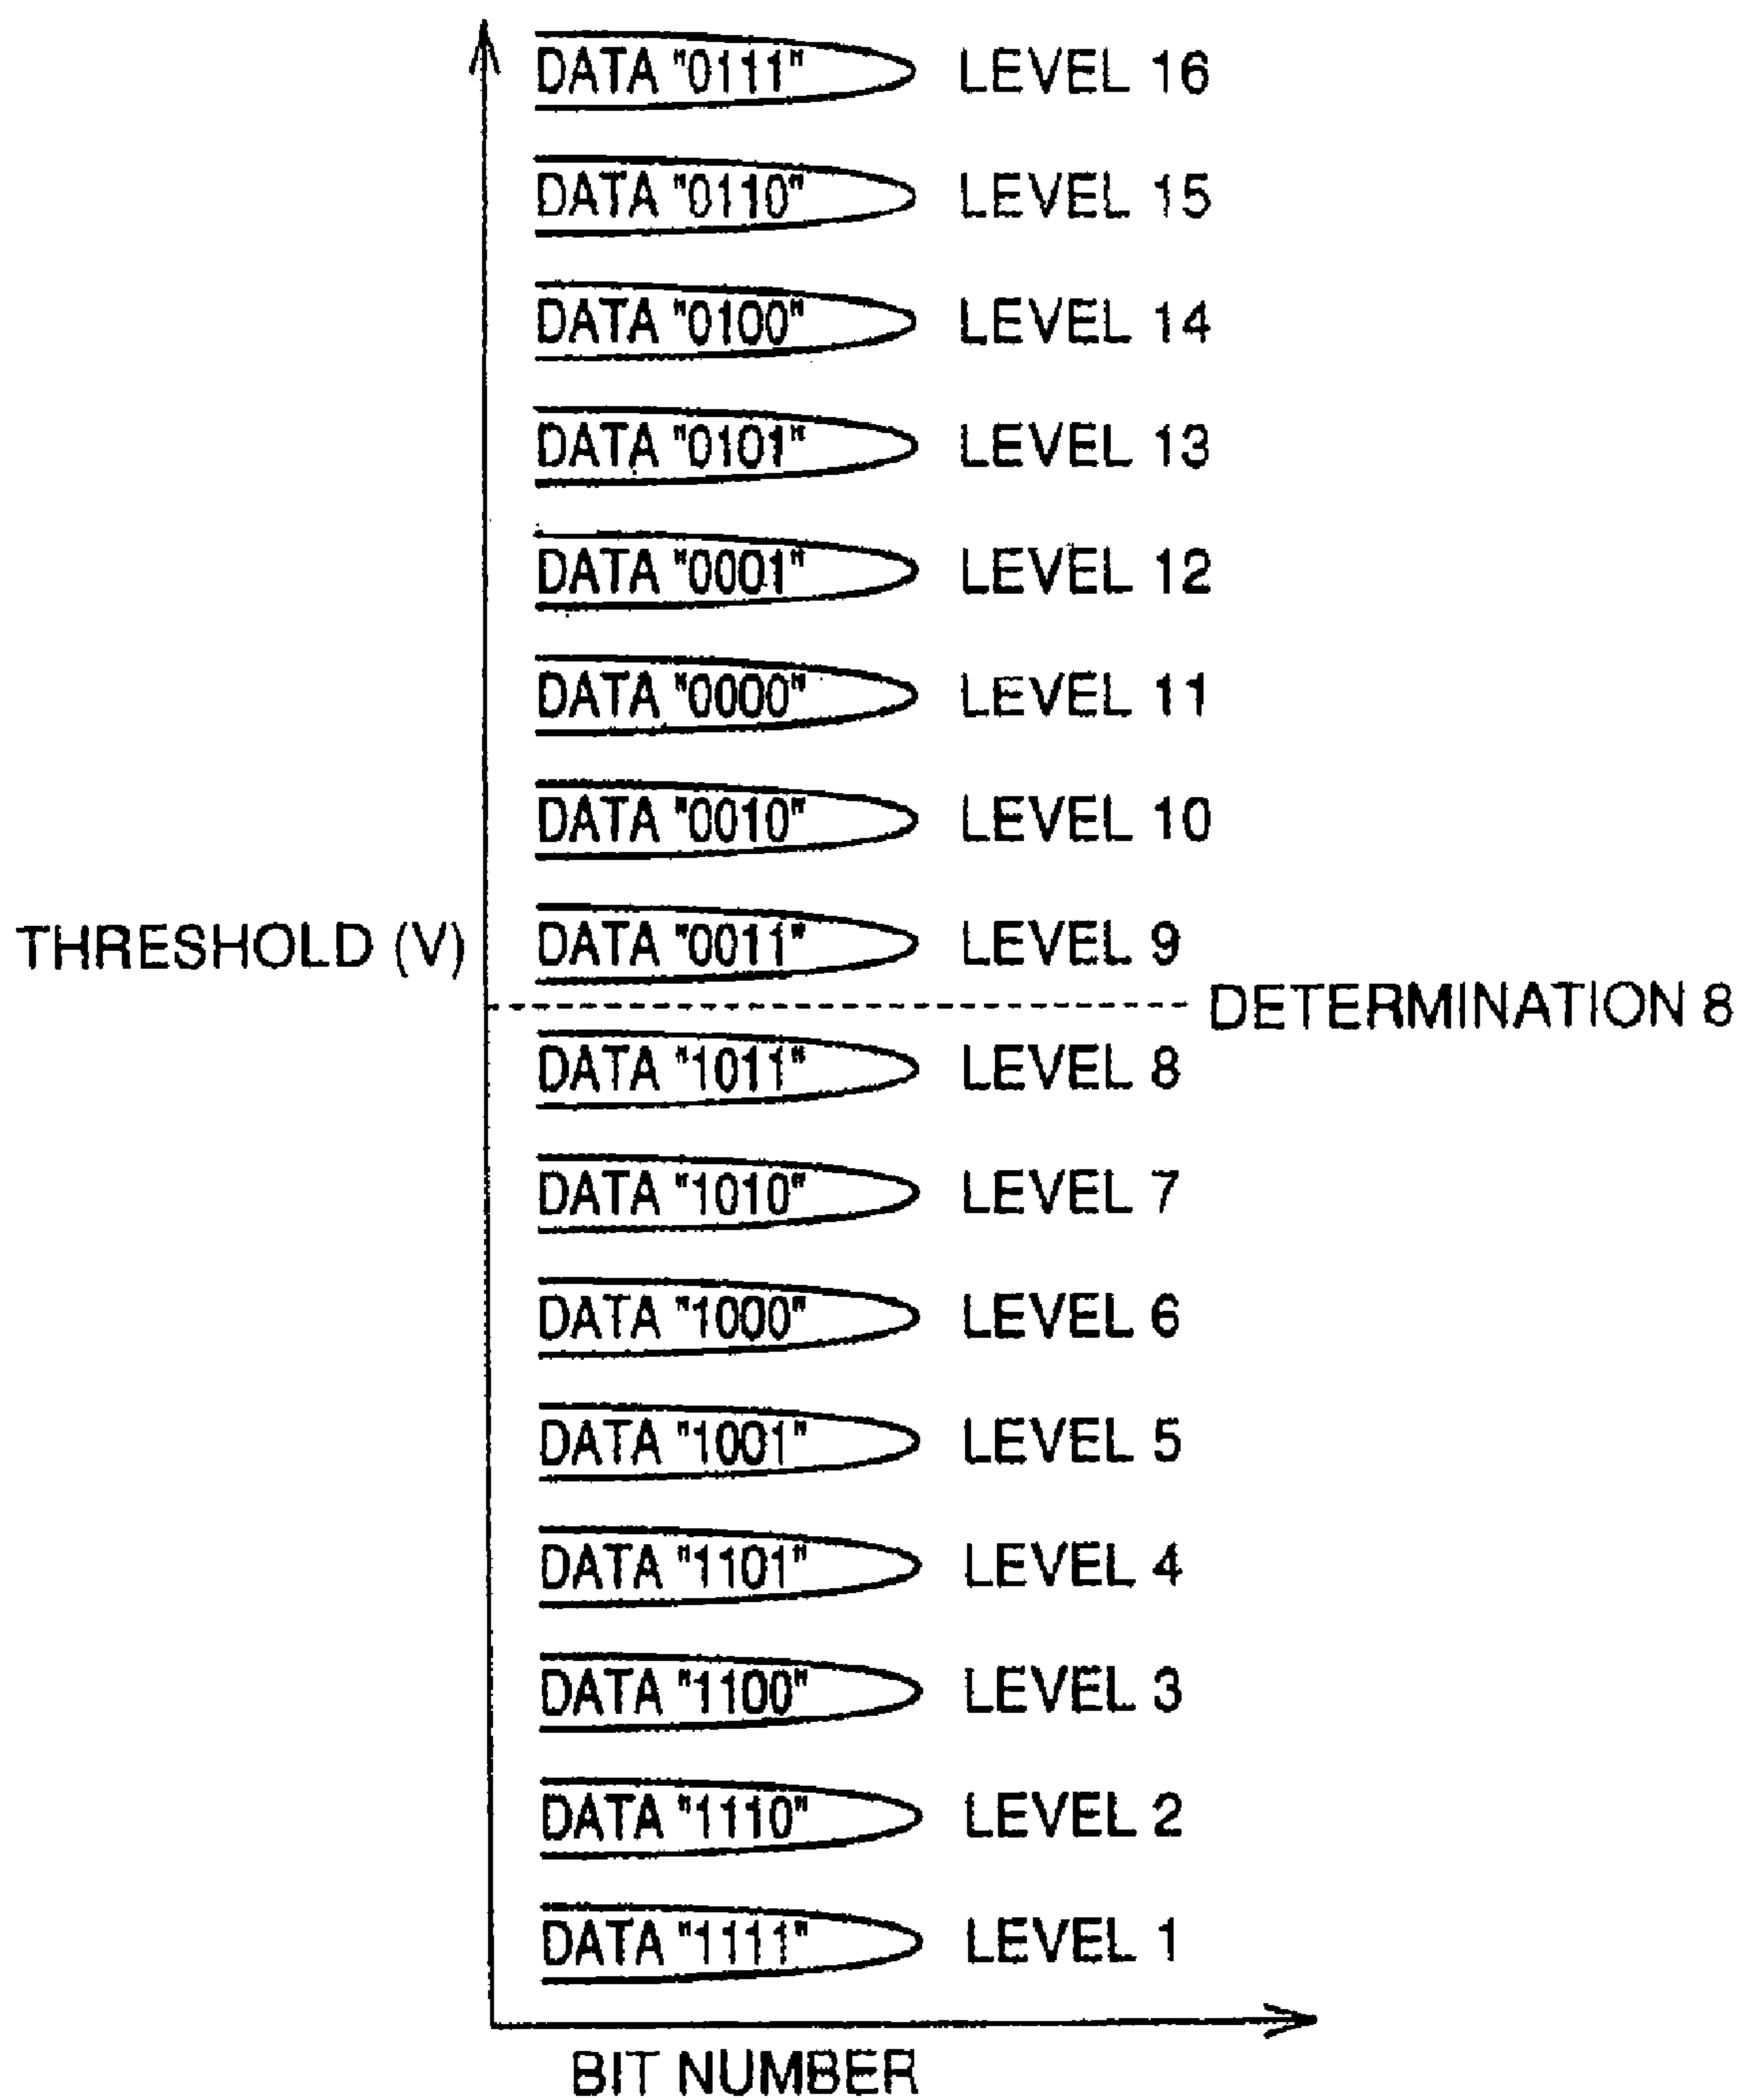 DATA "0111" LEVEL 16
DATA "0110" LEVEL 15
DATA "0100" LEVEL 14
DATA "0101" LEVEL 13
DATA "0001" LEVEL 12
DATA "0000" LEVEL 11
DATA "0010" LEVEL 10
THRESHOLD (V) DATA "0011" LEVEL 9
DETERMINATION 8
DATA "1011" LEVEL 8
DATA "1010" LEVEL 7
DATA "1000" LEVEL 6
DATA "1001" LEVEL 5
DATA "1101" LEVEL 4
DATA "1100" LEVEL 3
DATA "1110" LEVEL 2
DATA "1111" LEVEL 1
BIT NUMBER